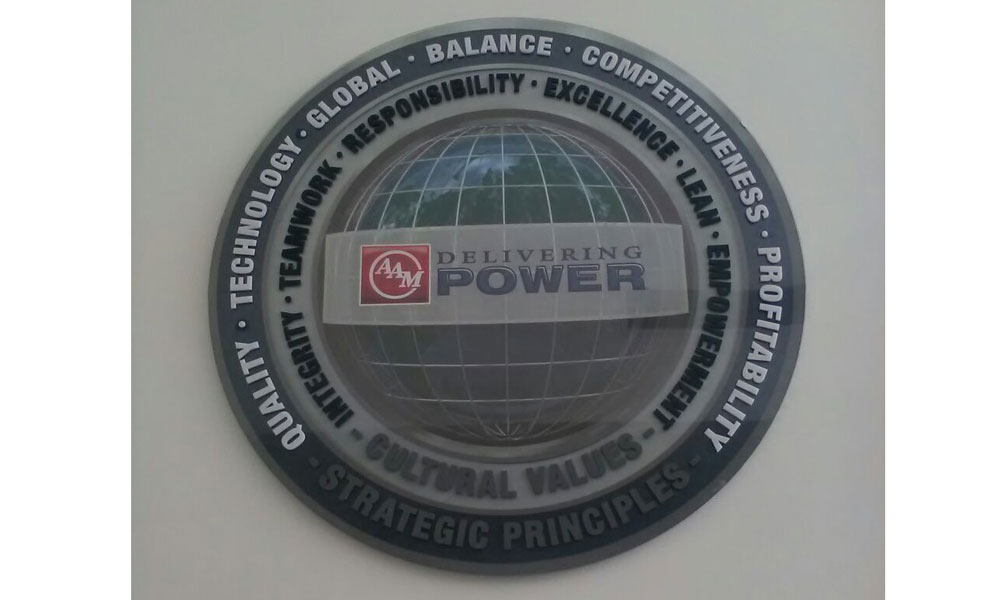 QUALITY · TECHNOLOGY · GLOBAL · BALANCE · COMPETITIVENESS · PROFITABILITY
- STRATEGIC PRINCIPLES -
INTEGRITY · TEAMWORK · RESPONSIBILITY · EXCELLENCE · LEAN · EMPOWERMENT
- CULTURAL VALUES -
AAM
DELIVERING
POWER